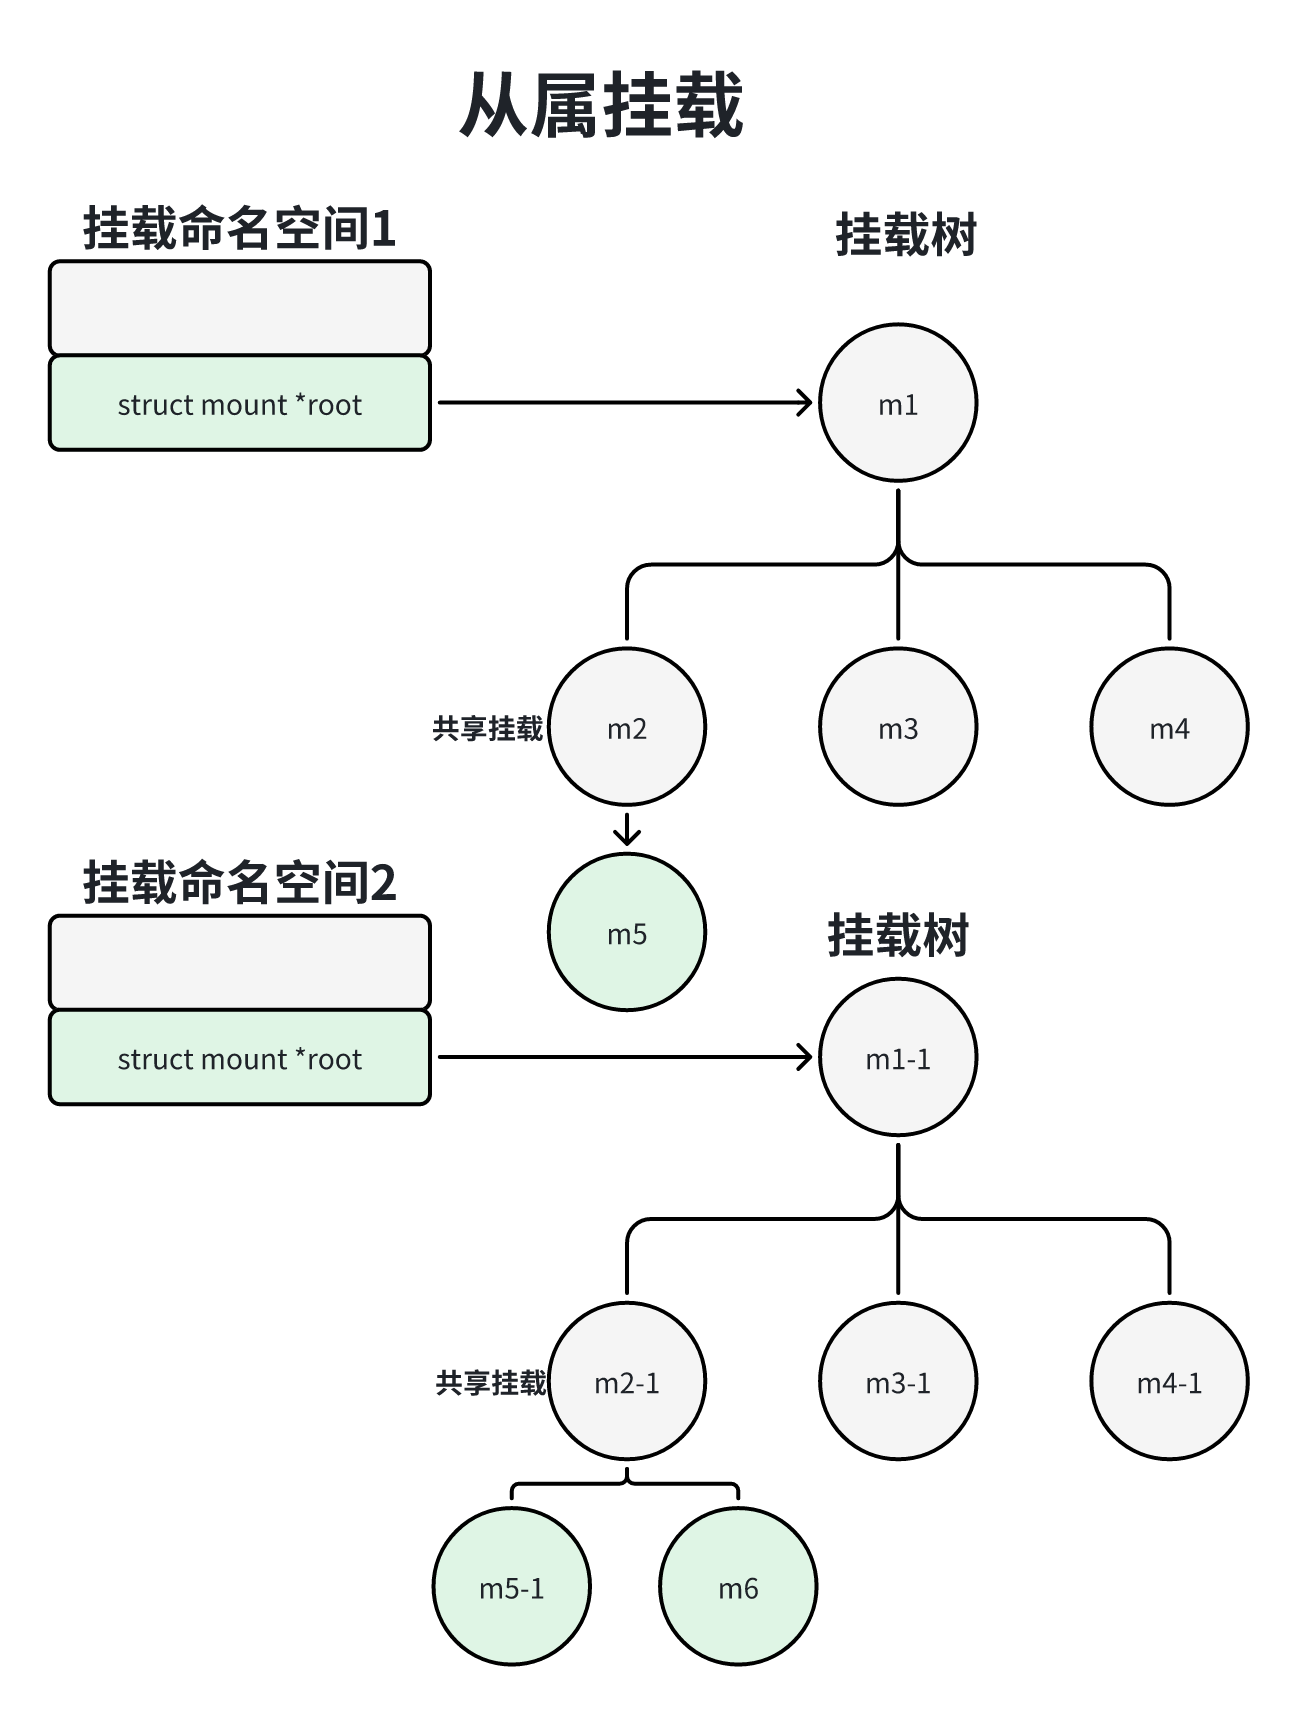 从属挂载
挂载命名空间1
挂载树
struct mount *root
m1
共享挂载
m2
m3
m4
挂载命名空间2
m5
挂载树
struct mount *root
m1-1
共享挂载
m2-1
m3-1
m4-1
m5-1
m6